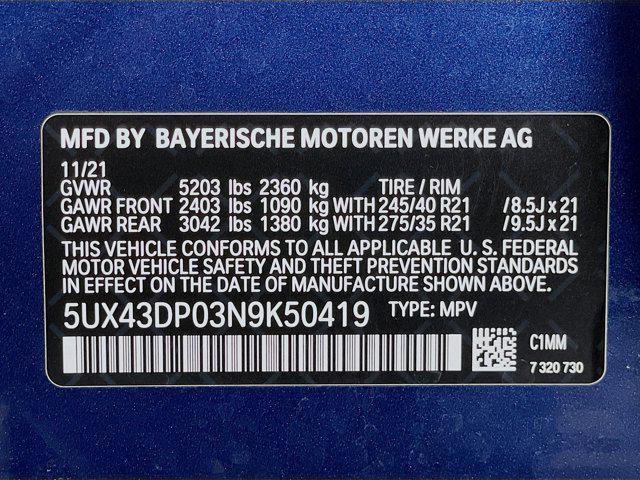 MFD BY BAYERISCHE MOTOREN WERKE AG
11/21
GVWR 5203 lbs 2360 kg TIRE / RIM
GAWR FRONT 2403 lbs 1090 kg WITH 245/40 R21 / 8.5J x 21
GAWR REAR 3042 lbs 1380 kg WITH 275/35 R21 / 9.5J x 21
THIS VEHICLE CONFORMS TO ALL APPLICABLE U. S. FEDERAL
MOTOR VEHICLE SAFETY AND THEFT PREVENTION STANDARDS
IN EFFECT ON THE DATE OF MANUFACTURE SHOWN ABOVE.
5UX43DP03N9K50419 TYPE: MPV
C1MM
7 320 730